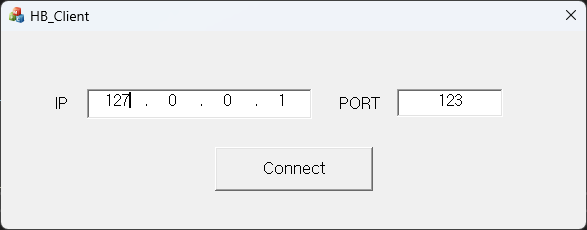 HB_Client
IP 127 . 0 . 0 . 1 PORT 123
Connect